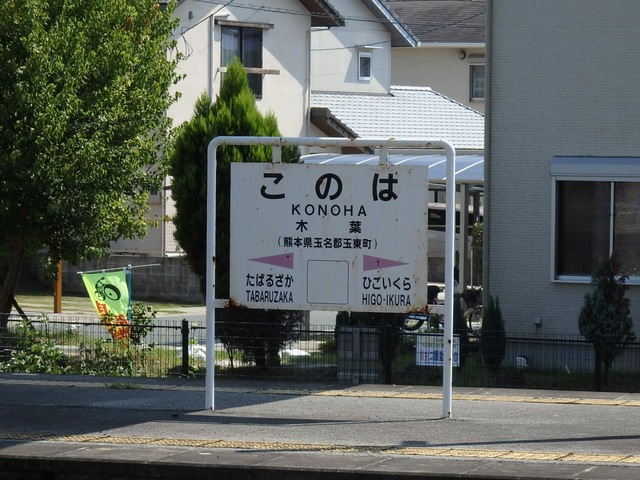 このは
KONOHA
木 葉
(熊本県玉名郡玉東町)
たばるざか ひごいくら
TABARUZAKA HIGO-IKURA